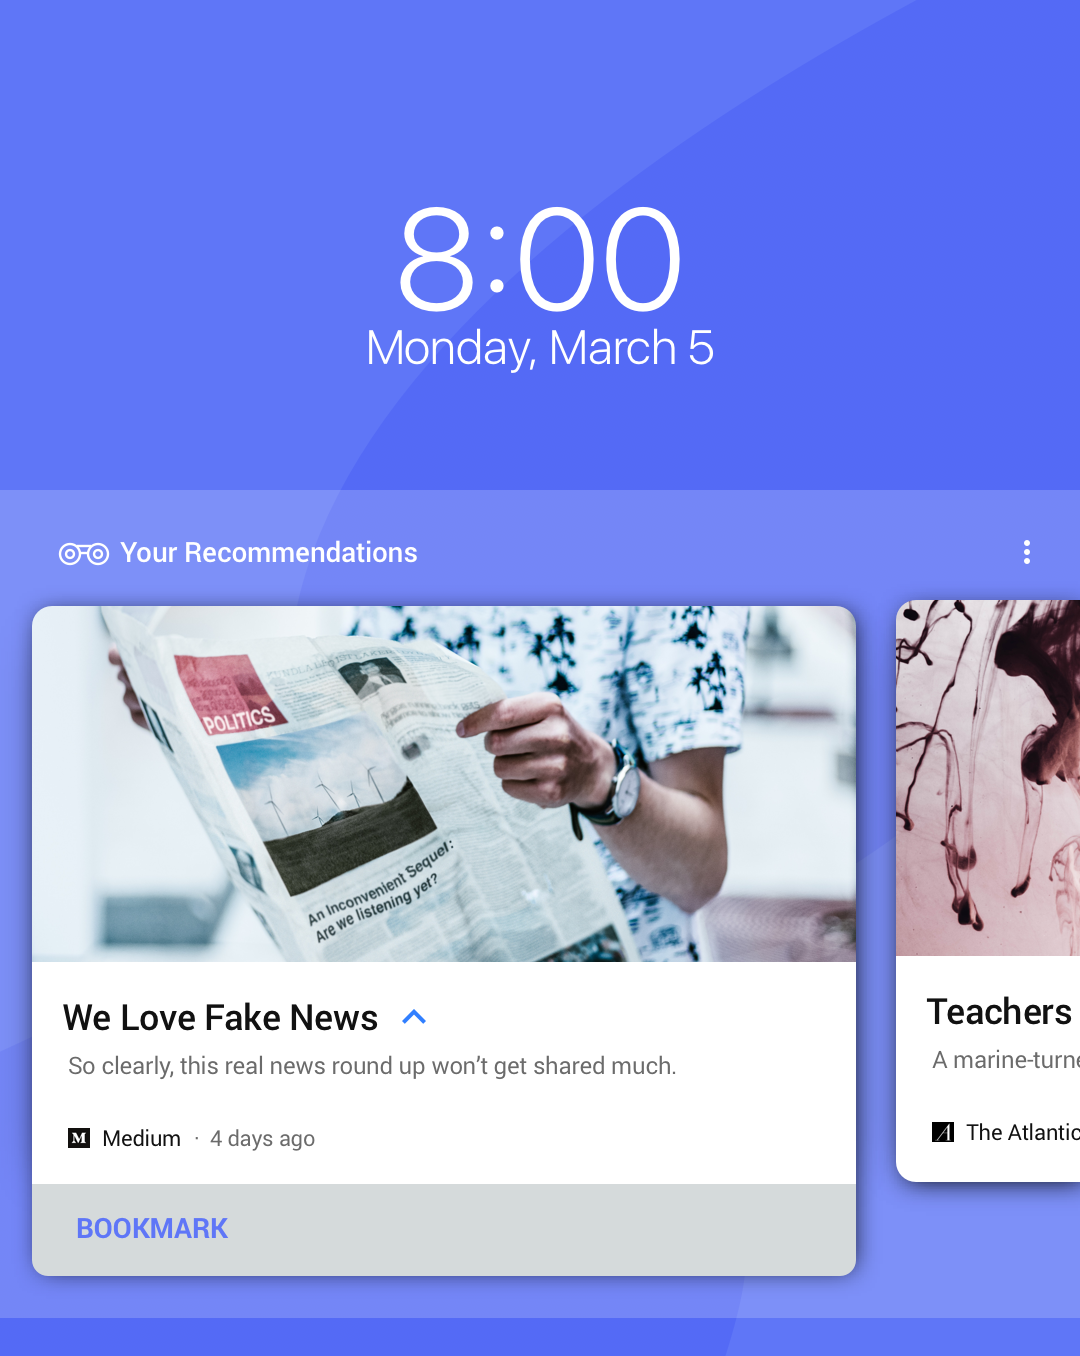 8:00
Monday, March 5
Your Recommendations
POLITICS
An Inconvenient Sequel:
Are we listening yet?
We Love Fake News
So clearly, this real news round up won’t get shared much.
M Medium · 4 days ago
BOOKMARK
Teachers
A marine-turne
A The Atlantic